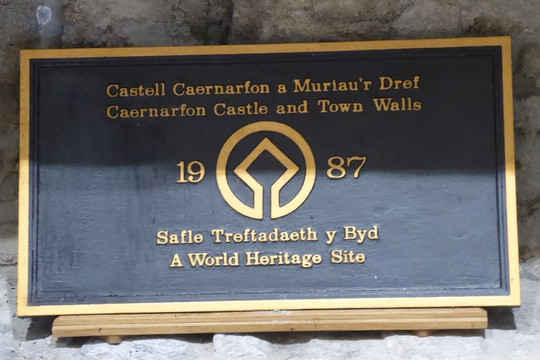 Castell Caernarfon a Muriau'r Dref
Caernarfon Castle and Town Walls
1987
Safle Treftadaeth y Byd
A World Heritage Site